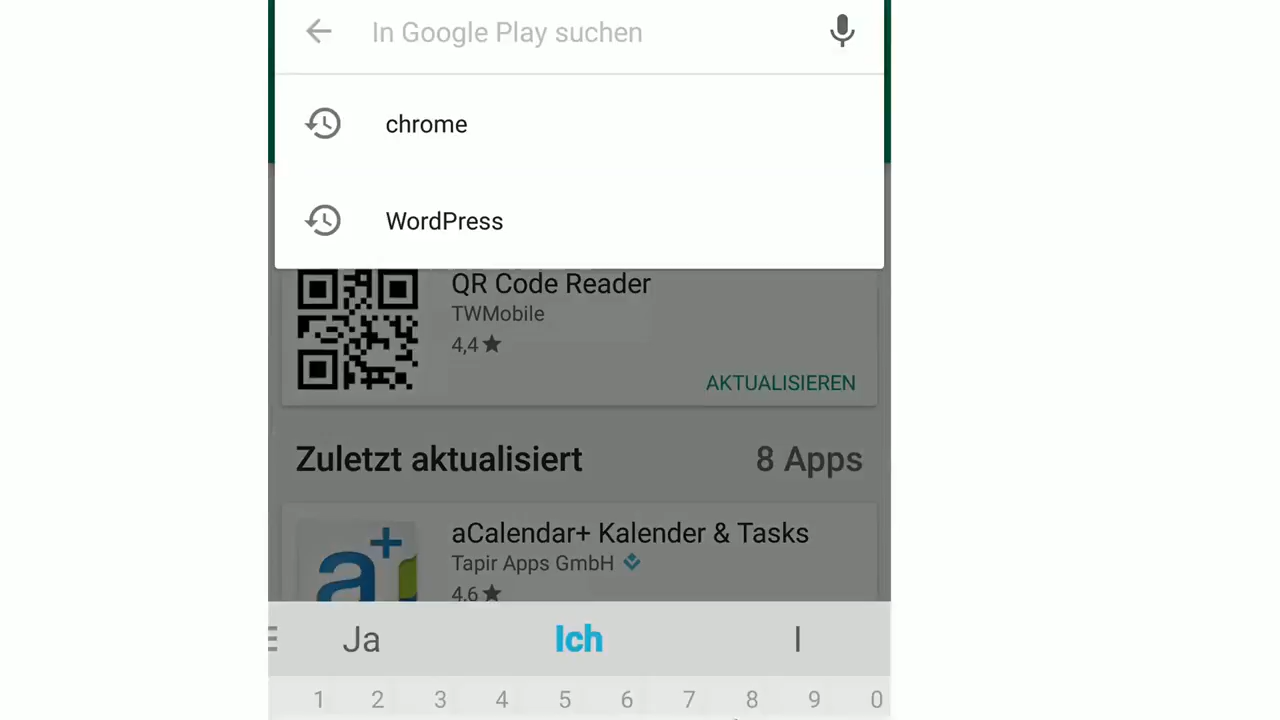 In Google Play suchen
chrome
WordPress
QR Code Reader
TWMobile
4,4
AKTUALISIEREN
Zuletzt aktualisiert 8 Apps
aCalendar+ Kalender & Tasks
Tapir Apps GmbH
a+
4,6
Ja Ich I
1 2 3 4 5 6 7 8 9 0